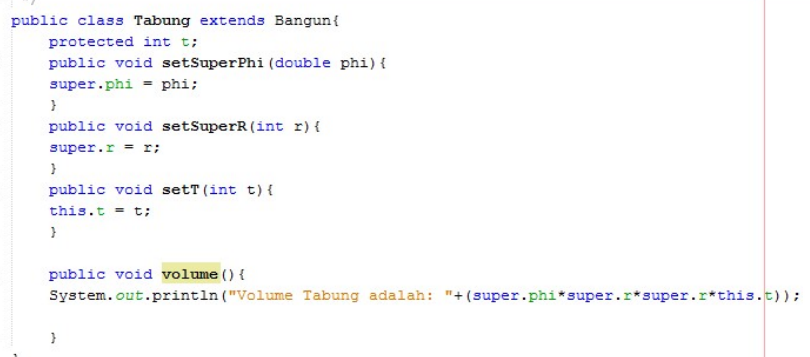 */
public class Tabung extends Bangun{
protected int t;
public void setSuperPhi(double phi){
super.phi = phi;
}
public void setSuperR(int r){
super.r = r;
}
public void setT(int t){
this.t = t;
}
public void volume(){
System.out.println("Volume Tabung adalah: "+(super.phi*super.r*super.r*this.t));
}